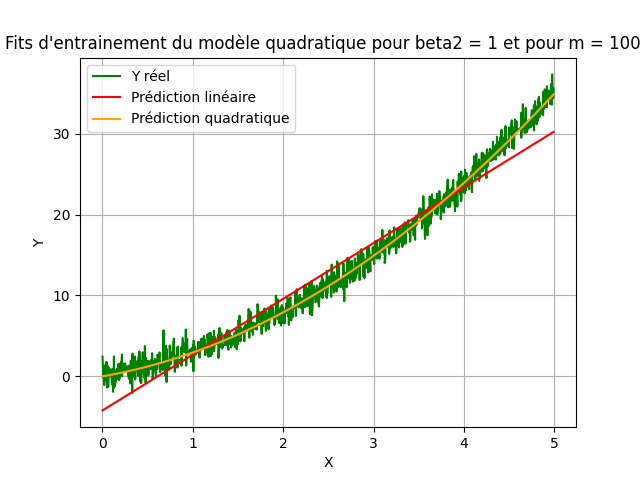 Fits d'entrainement du modèle quadratique pour beta2 = 1 et pour m = 100
Y réel
Prédiction linéaire
Prédiction quadratique
30
20
10
0
Y
0 1 2 3 4 5
X